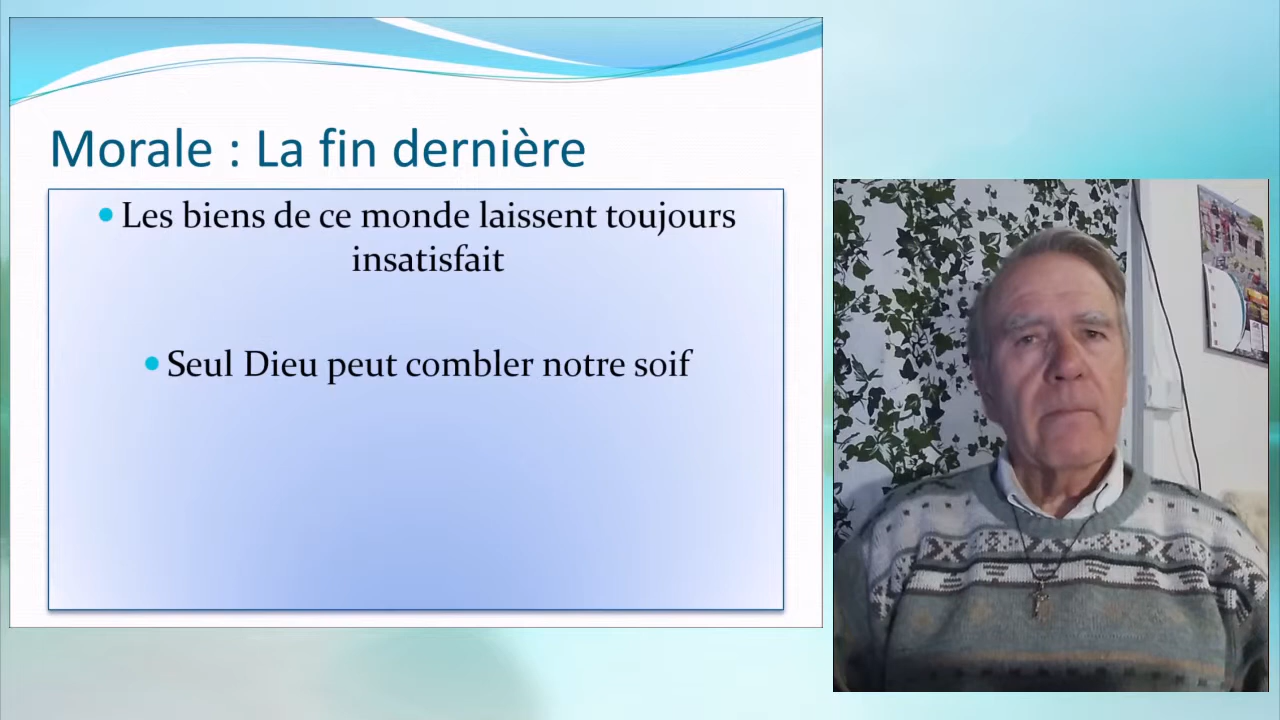 Morale : La fin dernière
Les biens de ce monde laissent toujours
insatisfait
Seul Dieu peut combler notre soif